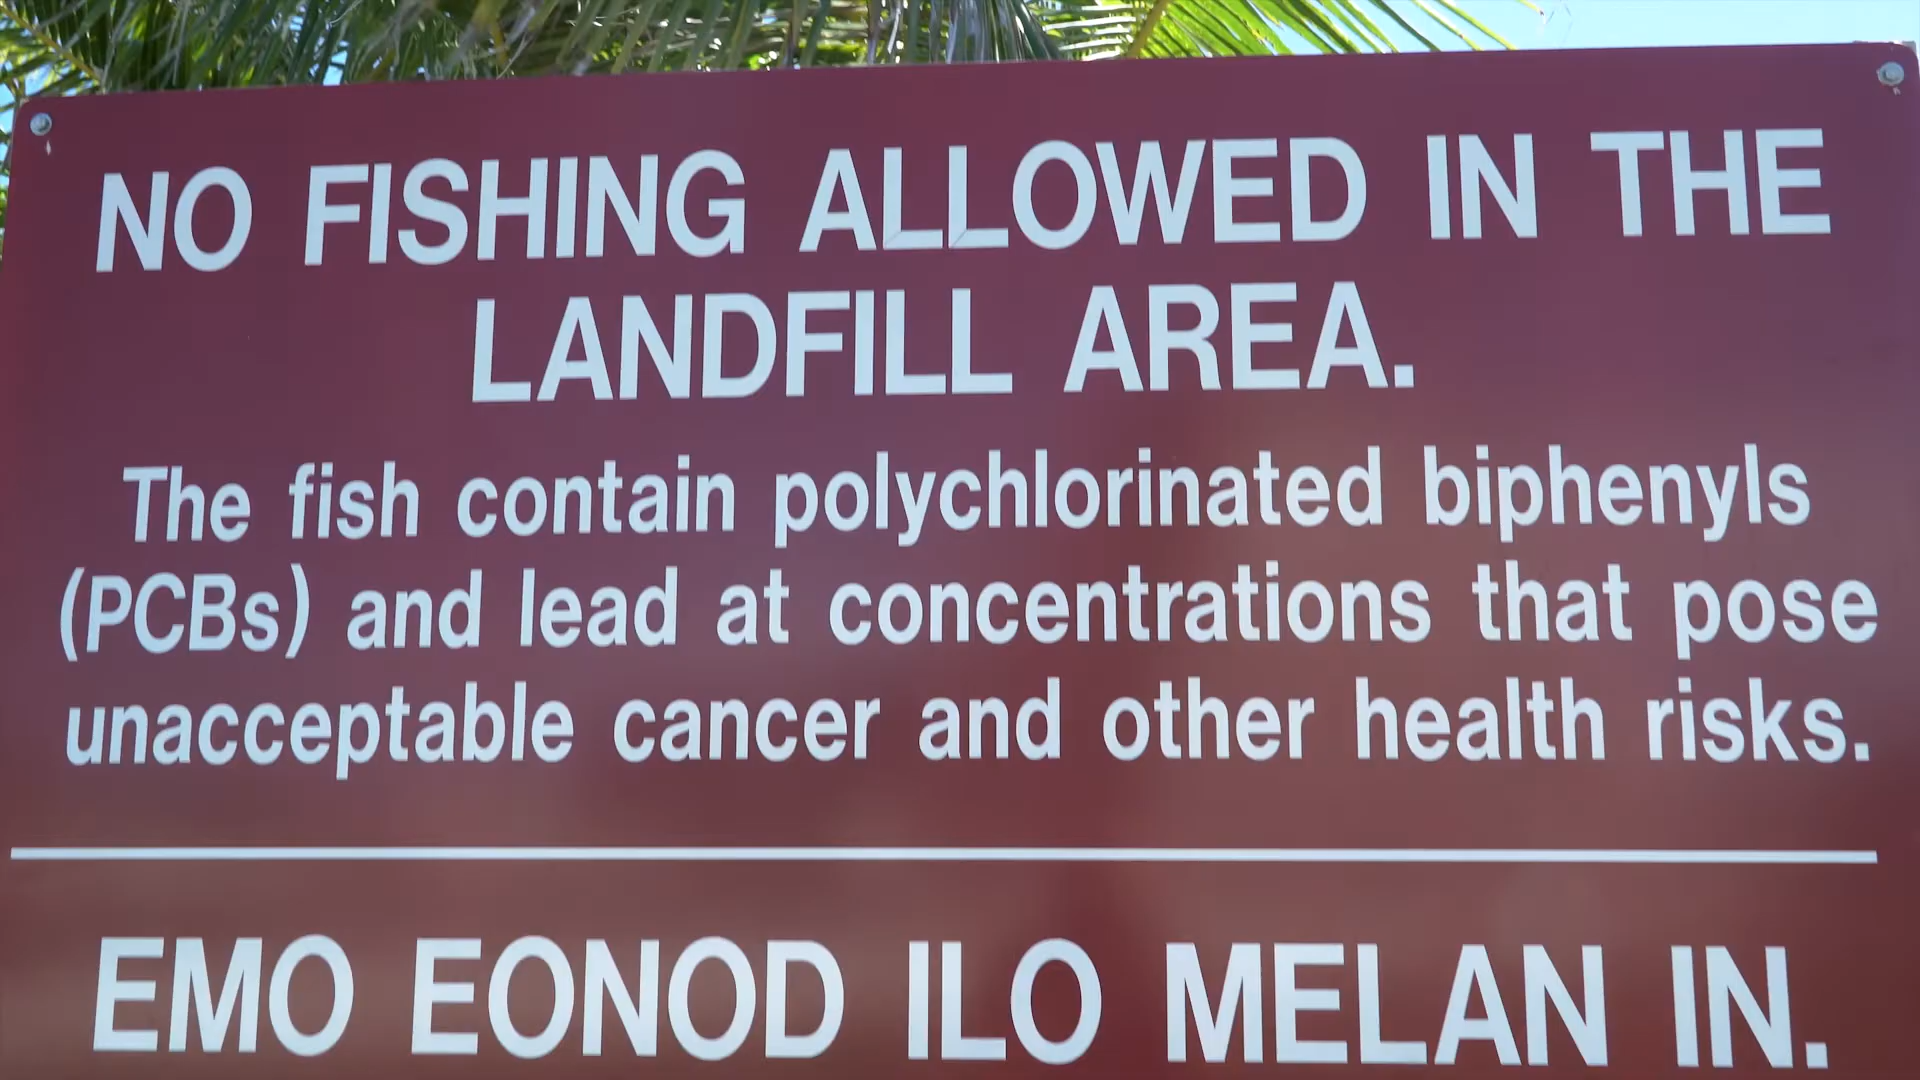 NO FISHING ALLOWED IN THE
LANDFILL AREA.
The fish contain polychlorinated biphenyls
(PCBs) and lead at concentrations that pose
unacceptable cancer and other health risks.
EMO EONOD ILO MELAN IN.